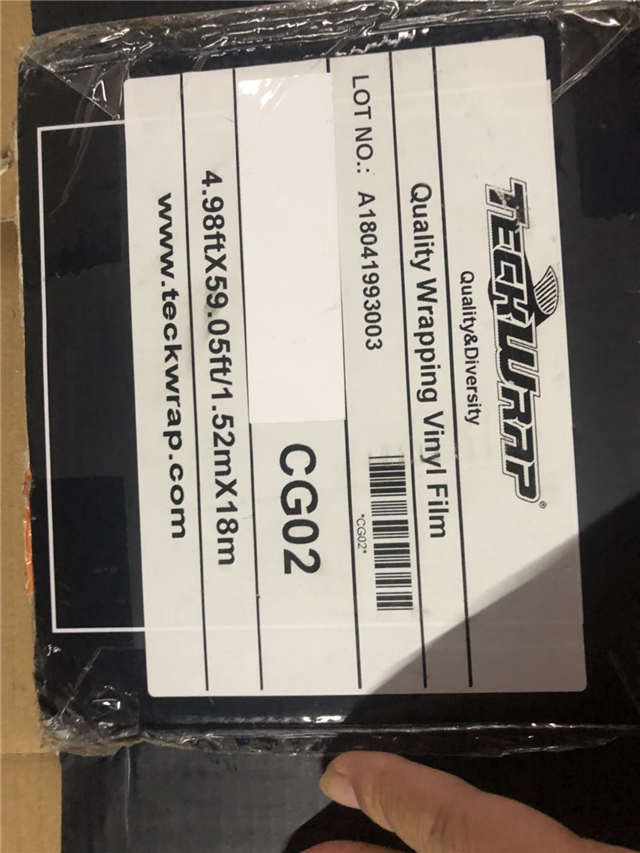 TECKWRAP®
Quality&Diversity
Quality Wrapping Vinyl Film
LOT NO.: A18041993003
*CG02*
CG02
4.98ftX59.05ft/1.52mX18m
www.teckwrap.com